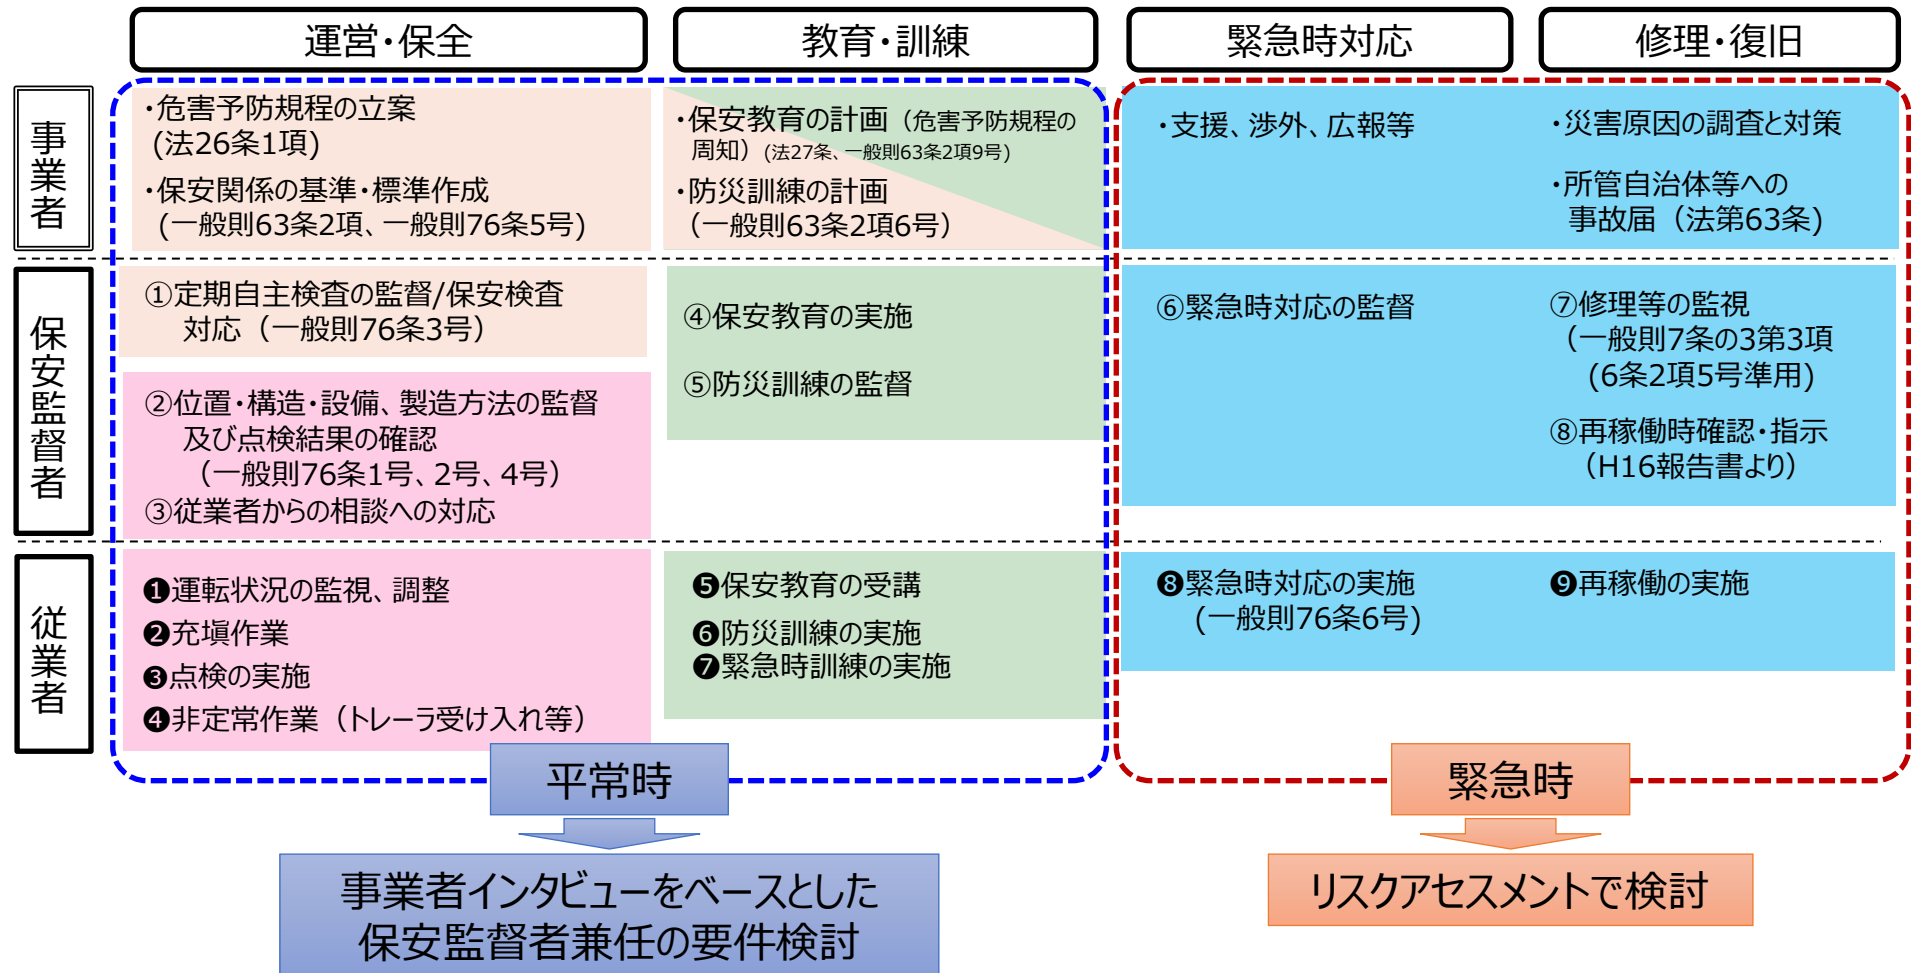 運営・保全
教育・訓練
緊急時対応
修理・復旧
事業者
・危害予防規程の立案
(法26条1項)
・保安関係の基準・標準作成
(一般則63条2項、一般則76条5号)
・保安教育の計画（危害予防規程の
周知）(法27条、一般則63条2項9号)
・防災訓練の計画
（一般則63条2項6号）
・支援、渉外、広報等
・災害原因の調査と対策
・所管自治体等への
事故届（法第63条)
保安監督者
①定期自主検査の監督/保安検査
対応（一般則76条3号）
②位置・構造・設備、製造方法の監督
及び点検結果の確認
（一般則76条1号、2号、4号）
③従業者からの相談への対応
④保安教育の実施
⑤防災訓練の監督
⑥緊急時対応の監督
⑦修理等の監視
（一般則7条の3第3項
(6条2項5号準用)
⑧再稼働時確認・指示
（H16報告書より）
従業者
❶運転状況の監視、調整
❷充塡作業
❸点検の実施
❹非定常作業（トレーラ受け入れ等）
❺保安教育の受講
❻防災訓練の実施
❼緊急時訓練の実施
❽緊急時対応の実施
(一般則76条6号)
❾再稼働の実施
平常時
緊急時
事業者インタビューをベースとした
保安監督者兼任の要件検討
リスクアセスメントで検討